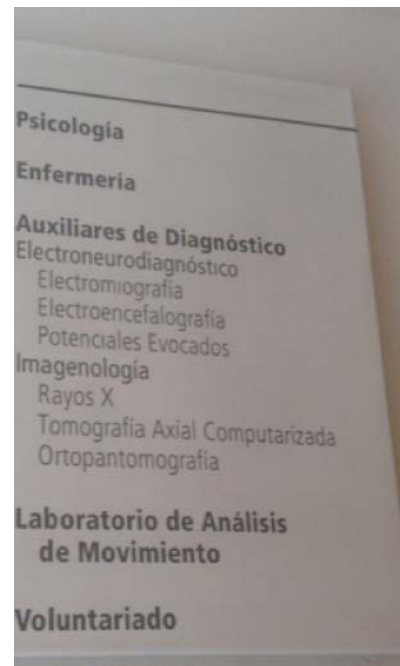 Psicología
Enfermería
Auxiliares de Diagnóstico
Electroneurodiagnóstico
Electromiografía
Electroencefalografía
Potenciales Evocados
Imagenología
Rayos X
Tomografía Axial Computarizada
Ortopantomografía
Laboratorio de Análisis
de Movimiento
Voluntariado